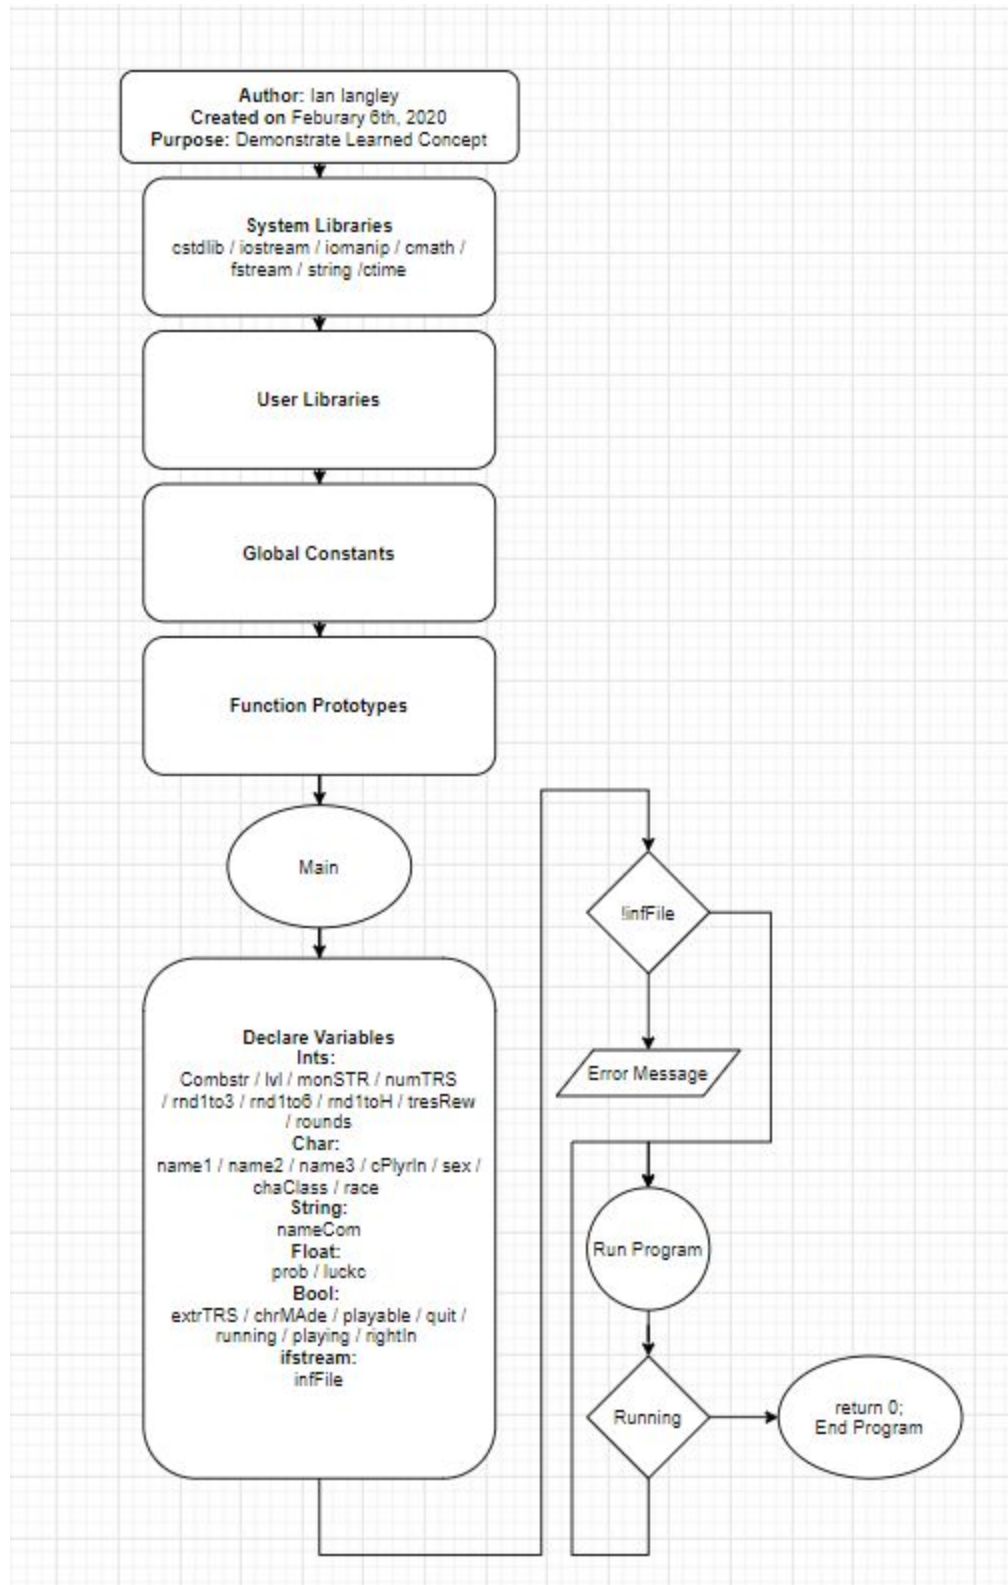 Author: Ian langley
Created on Feburary 6th, 2020
Purpose: Demonstrate Learned Concept
System Libraries
cstdlib / iostream / iomanip / cmath /
fstream / string /ctime
User Libraries
Global Constants
Function Prototypes
Main
Declare Variables
Ints:
Combstr / lvl / monSTR / numTRS
/ rnd1to3 / rnd1to6 / rnd1toH / tresRew
/ rounds
Char:
name1 / name2 / name3 / cPlyrIn / sex /
chaClass / race
String:
nameCom
Float:
prob / luckc
Bool:
extrTRS / chrMAde / playable / quit /
running / playing / rightIn
ifstream:
infFile
!infFile
Error Message
Run Program
Running
return 0;
End Program